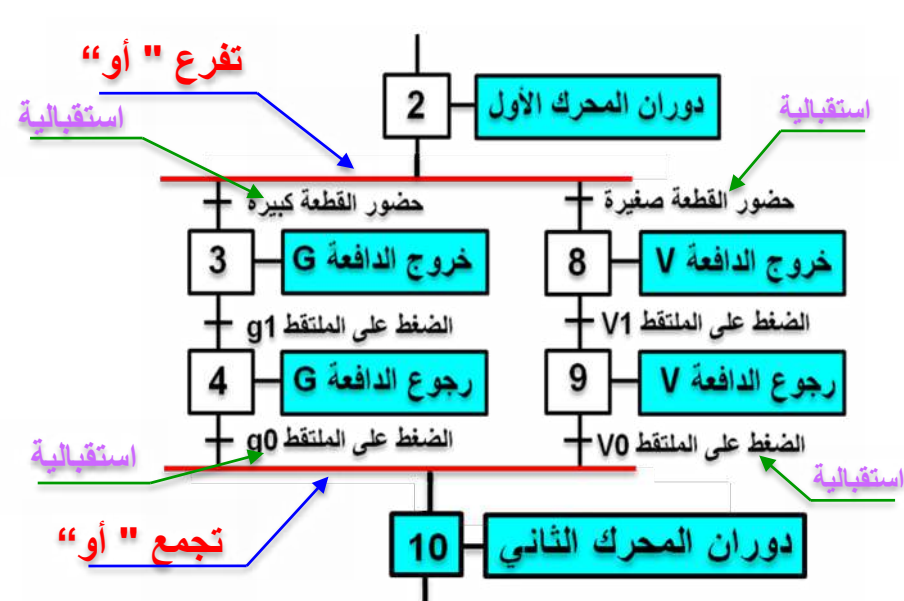 تفرع " أو“
2
دوران المحرك الأول
استقبالية
استقبالية
حضور القطعة كبيرة
حضور القطعة صغيرة
3
خروج الدافعة G
8
خروج الدافعة V
الضغط على الملتقط g1
الضغط على الملتقط V1
4
رجوع الدافعة G
9
رجوع الدافعة V
الضغط على الملتقط g0
الضغط على الملتقط V0
استقبالية
استقبالية
تجمع " أو“
10
دوران المحرك الثاني